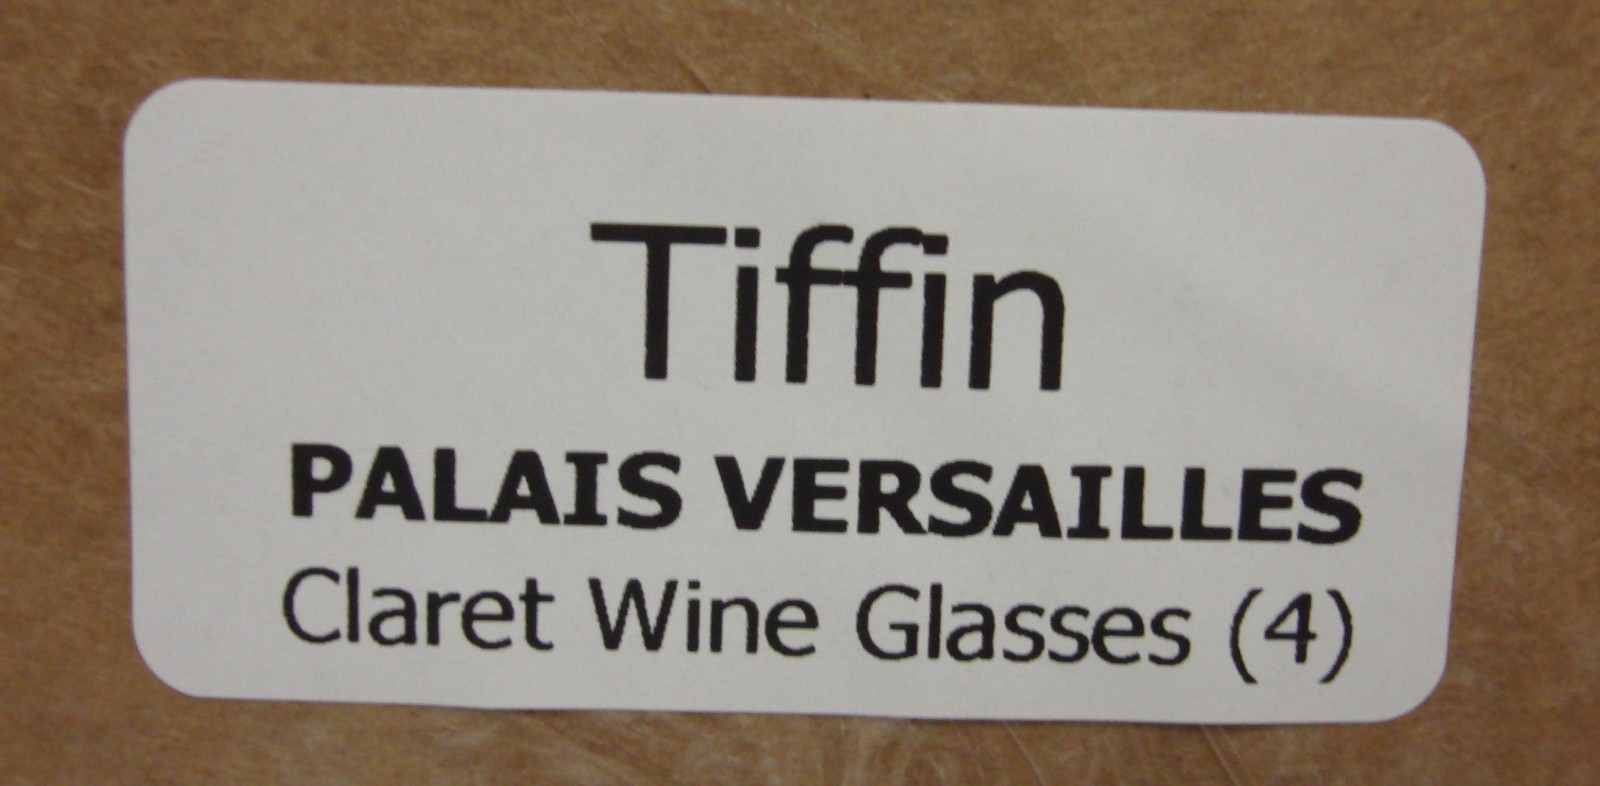 Tiffin
PALAIS VERSAILLES
Claret Wine Glasses (4)